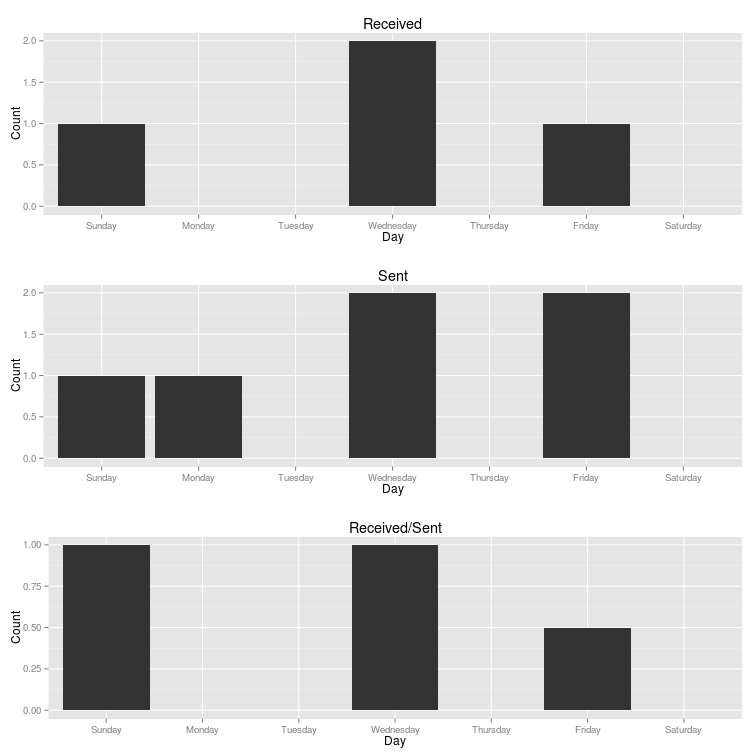 Received
2.0
1.5
1.0
0.5
0.0
Count
Sunday Monday Tuesday Wednesday Thursday Friday Saturday
Day
Sent
2.0
1.5
1.0
0.5
0.0
Count
Sunday Monday Tuesday Wednesday Thursday Friday Saturday
Day
Received/Sent
1.00
0.75
0.50
0.25
0.00
Count
Sunday Monday Tuesday Wednesday Thursday Friday Saturday
Day